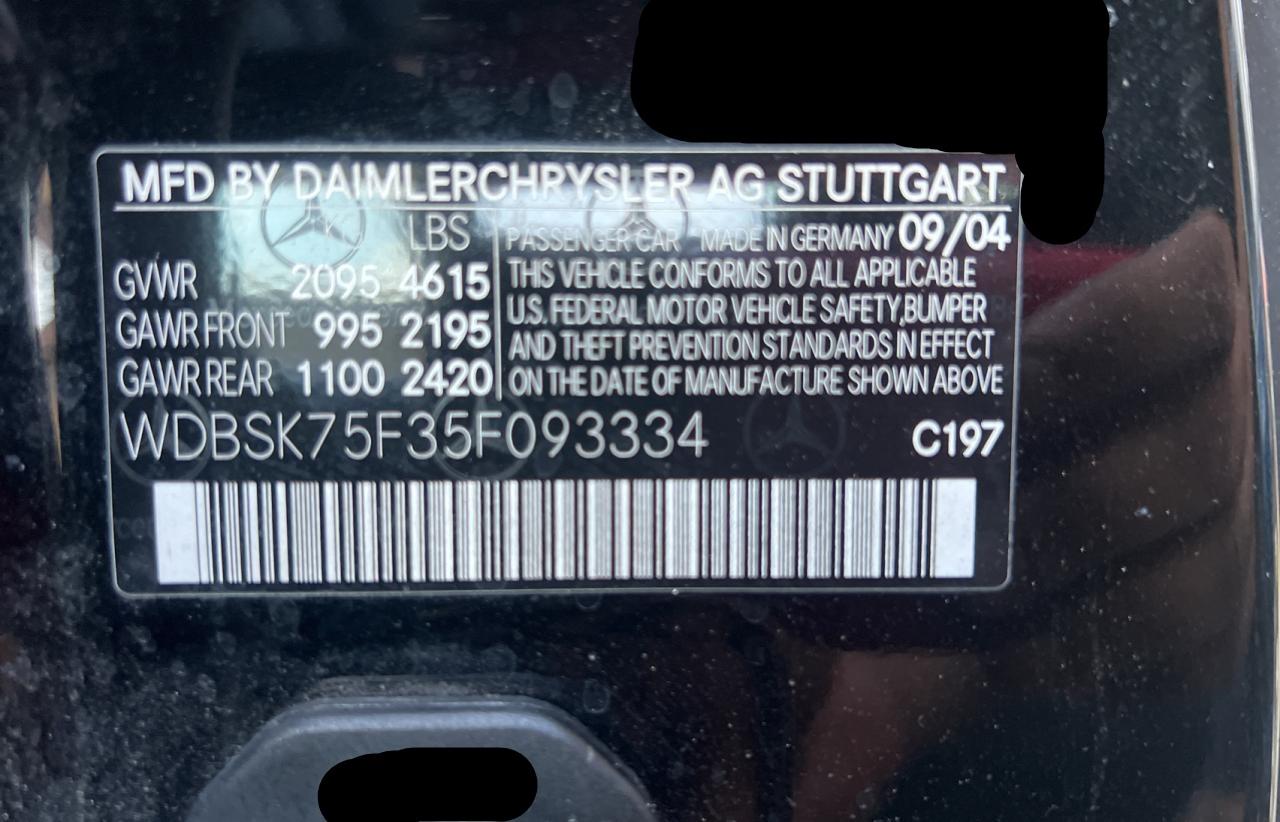 MFD BY DAIMLERCHRYSLER AG STUTTGART
KG LBS
PASSENGER CAR MADE IN GERMANY 09/04
GVWR 2095 4615
GAWR FRONT 995 2195
GAWR REAR 1100 2420
THIS VEHICLE CONFORMS TO ALL APPLICABLE
U.S. FEDERAL MOTOR VEHICLE SAFETY,BUMPER
AND THEFT PREVENTION STANDARDS IN EFFECT
ON THE DATE OF MANUFACTURE SHOWN ABOVE
WDBSK75F35F093334 C197